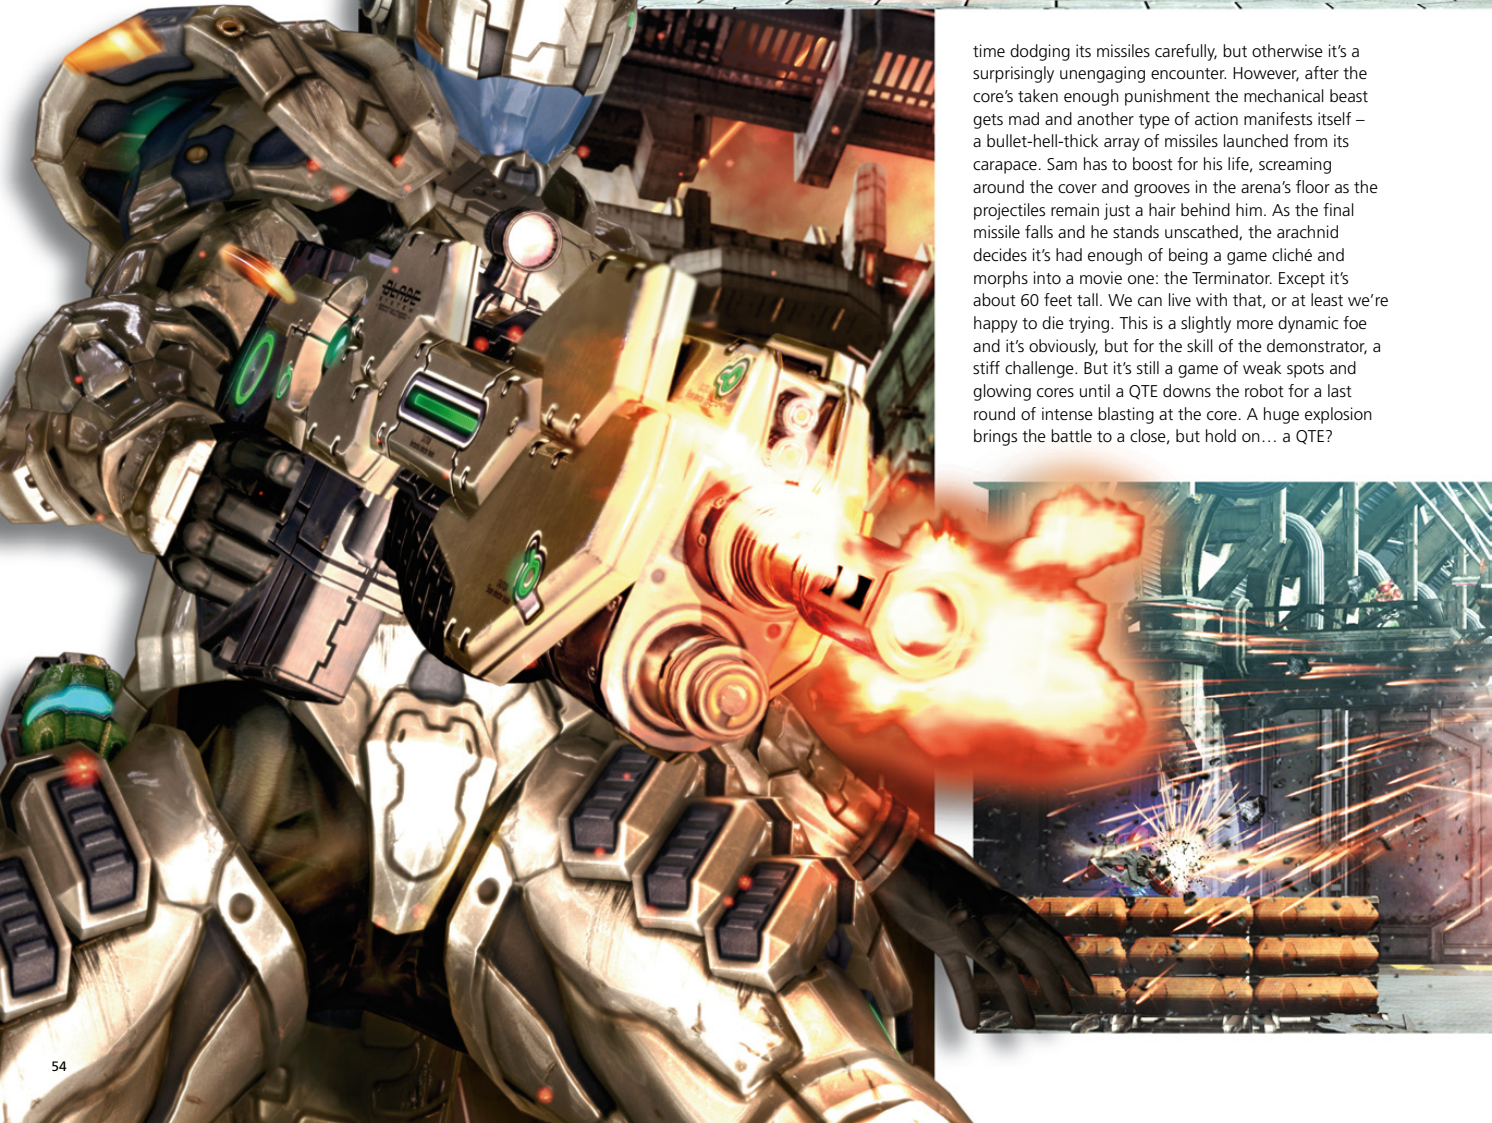 time dodging its missiles carefully, but otherwise it’s a
surprisingly unengaging encounter. However, after the
core’s taken enough punishment the mechanical beast
gets mad and another type of action manifests itself –
a bullet-hell-thick array of missiles launched from its
carapace. Sam has to boost for his life, screaming
around the cover and grooves in the arena’s floor as the
projectiles remain just a hair behind him. As the final
missile falls and he stands unscathed, the arachnid
decides it’s had enough of being a game cliché and
morphs into a movie one: the Terminator. Except it’s
about 60 feet tall. We can live with that, or at least we’re
happy to die trying. This is a slightly more dynamic foe
and it’s obviously, but for the skill of the demonstrator, a
stiff challenge. But it’s still a game of weak spots and
glowing cores until a QTE downs the robot for a last
round of intense blasting at the core. A huge explosion
brings the battle to a close, but hold on… a QTE?
BLADE
SYSTEM
54